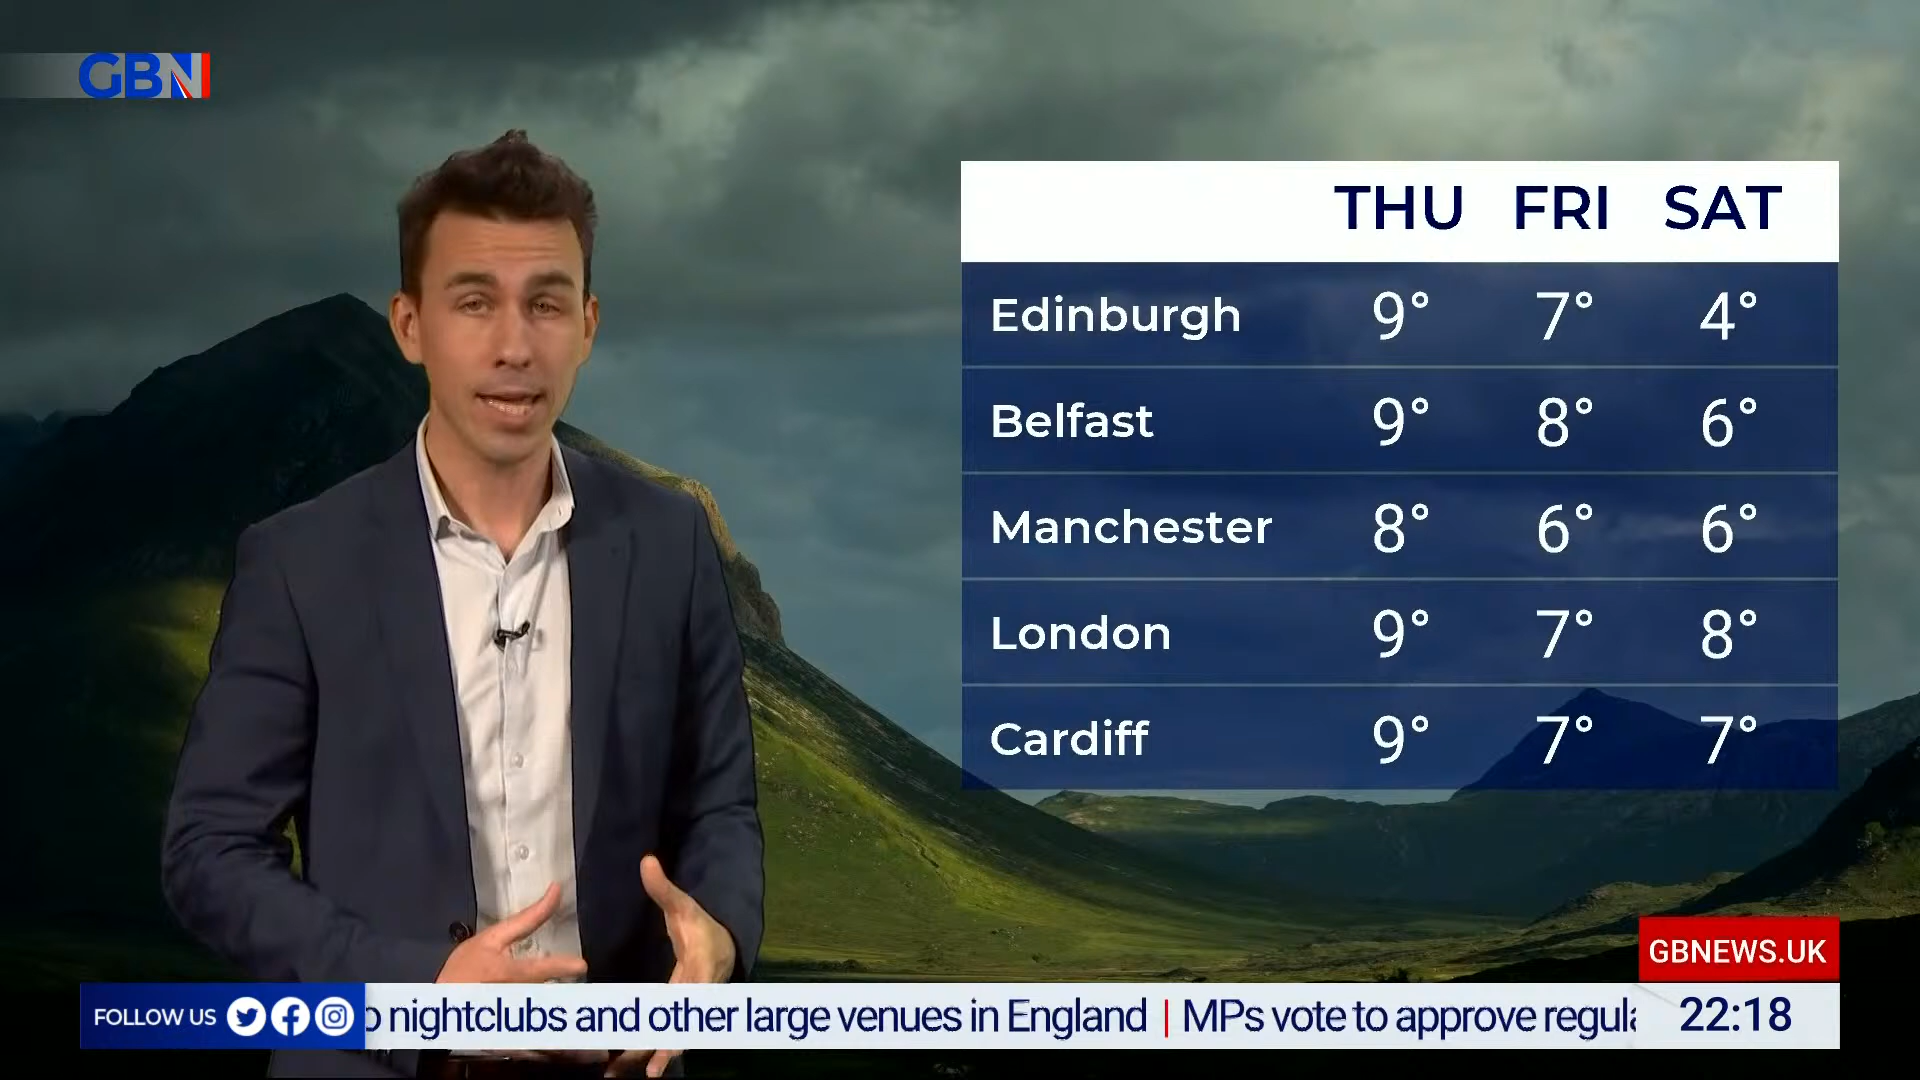 GBN
THU FRI SAT
Edinburgh 9° 7° 4°
Belfast 9° 8° 6°
Manchester 8° 6° 6°
London 9° 7° 8°
Cardiff 9° 7° 7°
GBNEWS.UK
FOLLOW US nightclubs and other large venues in England | MPs vote to approve 22:18